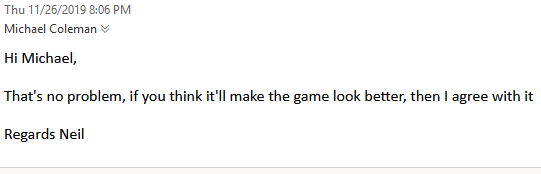 Thu 11/26/2019 8:06 PM
Michael Coleman
Hi Michael,
That's no problem, if you think it'll make the game look better, then I agree with it
Regards Neil